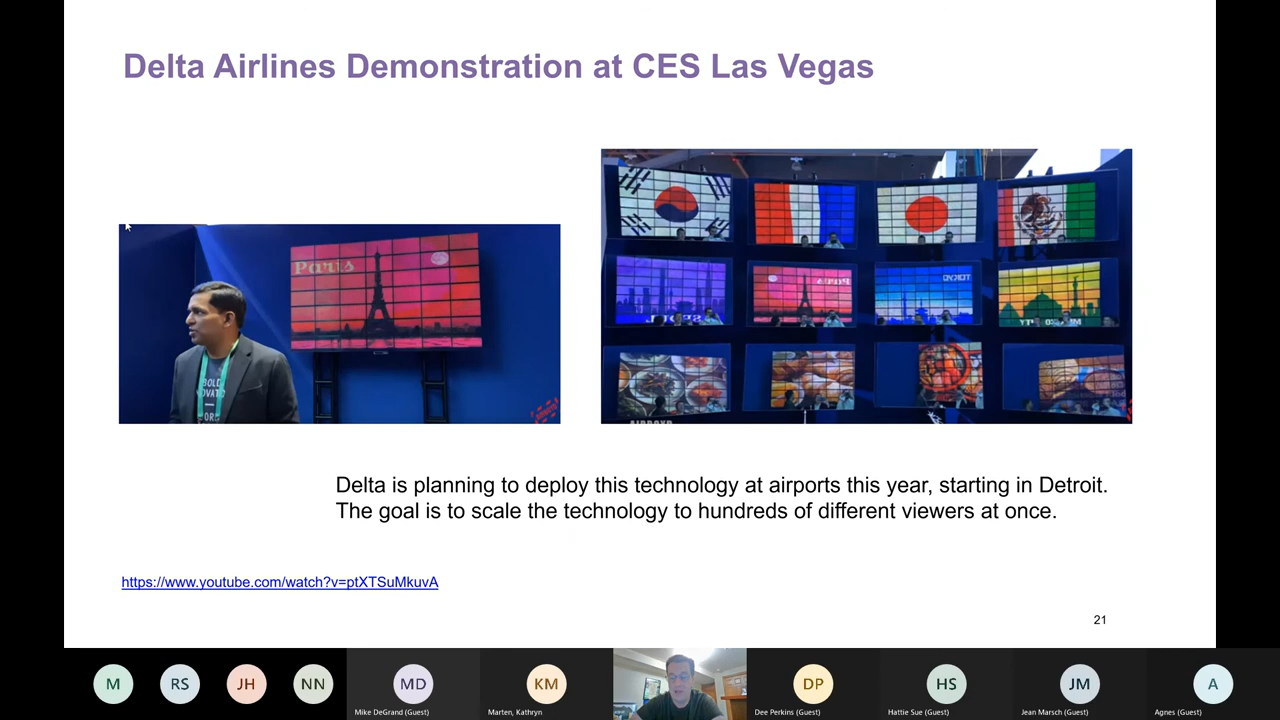 Delta Airlines Demonstration at CES Las Vegas
Paris
BOLD
Delta is planning to deploy this technology at airports this year, starting in Detroit.
The goal is to scale the technology to hundreds of different viewers at once.
https://www.youtube.com/watch?v=ptXTSuMkuvA
21
M
RS
JH
NN
MD
KM
DP
HS
JM
A
Mike DeGrand (Guest)
Marten, Kathryn
Dee Perkins (Guest)
Hattie Sue (Guest)
Jean Marsch (Guest)
Agnes (Guest)